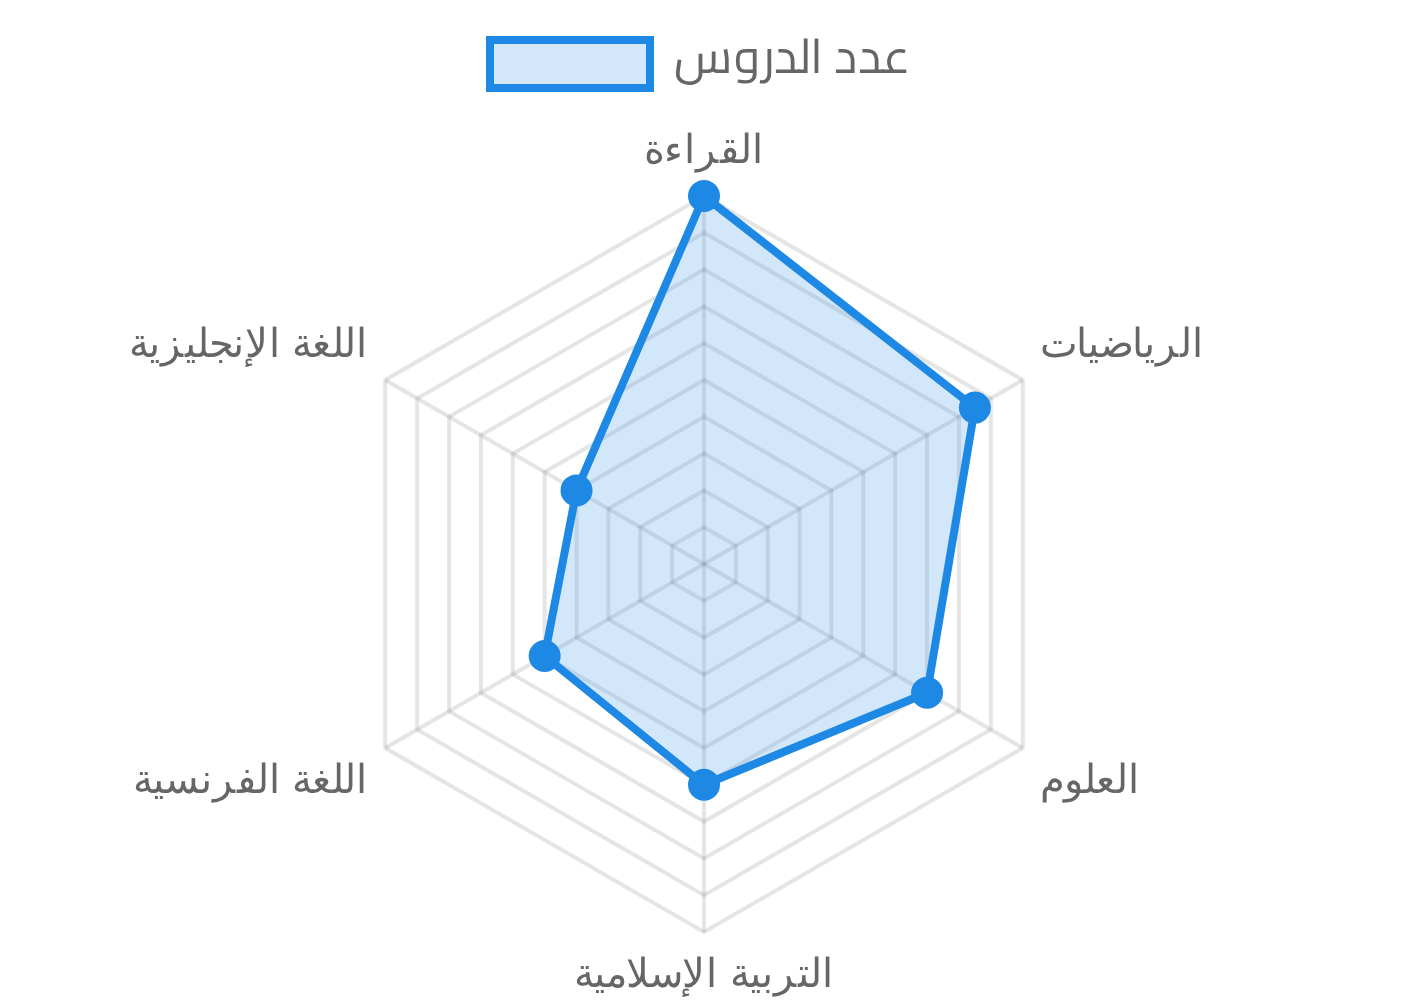 عدد الدروس
القراءة
الرياضيات
اللغة الإنجليزية
العلوم
اللغة الفرنسية
التربية الإسلامية